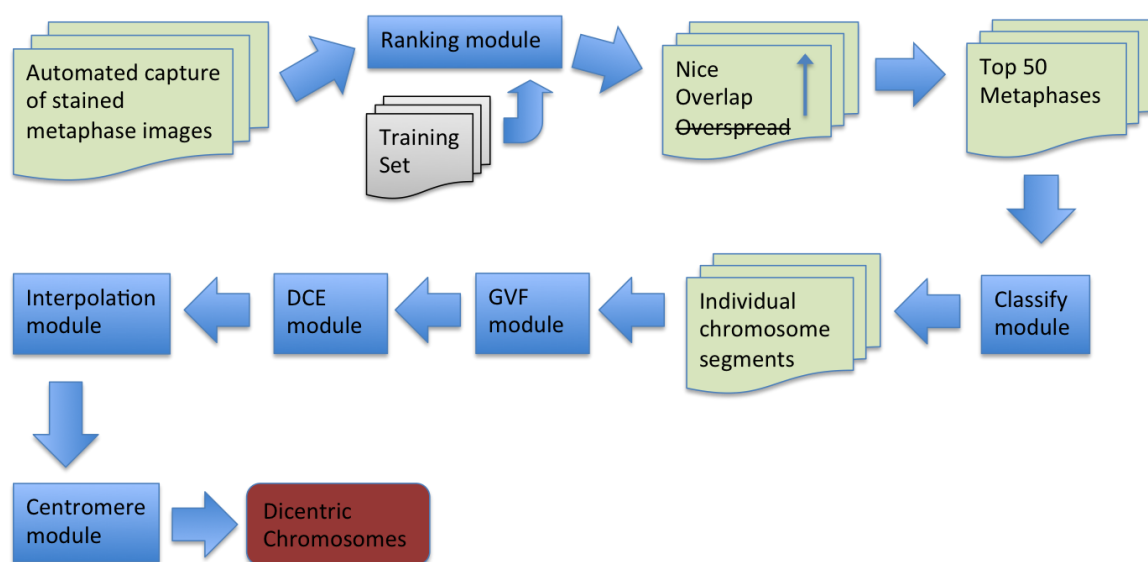 Automated capture
of stained
metaphase images
Ranking module
Training
Set
Nice
Overlap
Overspread
Top 50
Metaphases
Classify
module
Individual
chromosome
segments
GVF
module
DCE
module
Interpolation
module
Centromere
module
Dicentric
Chromosomes